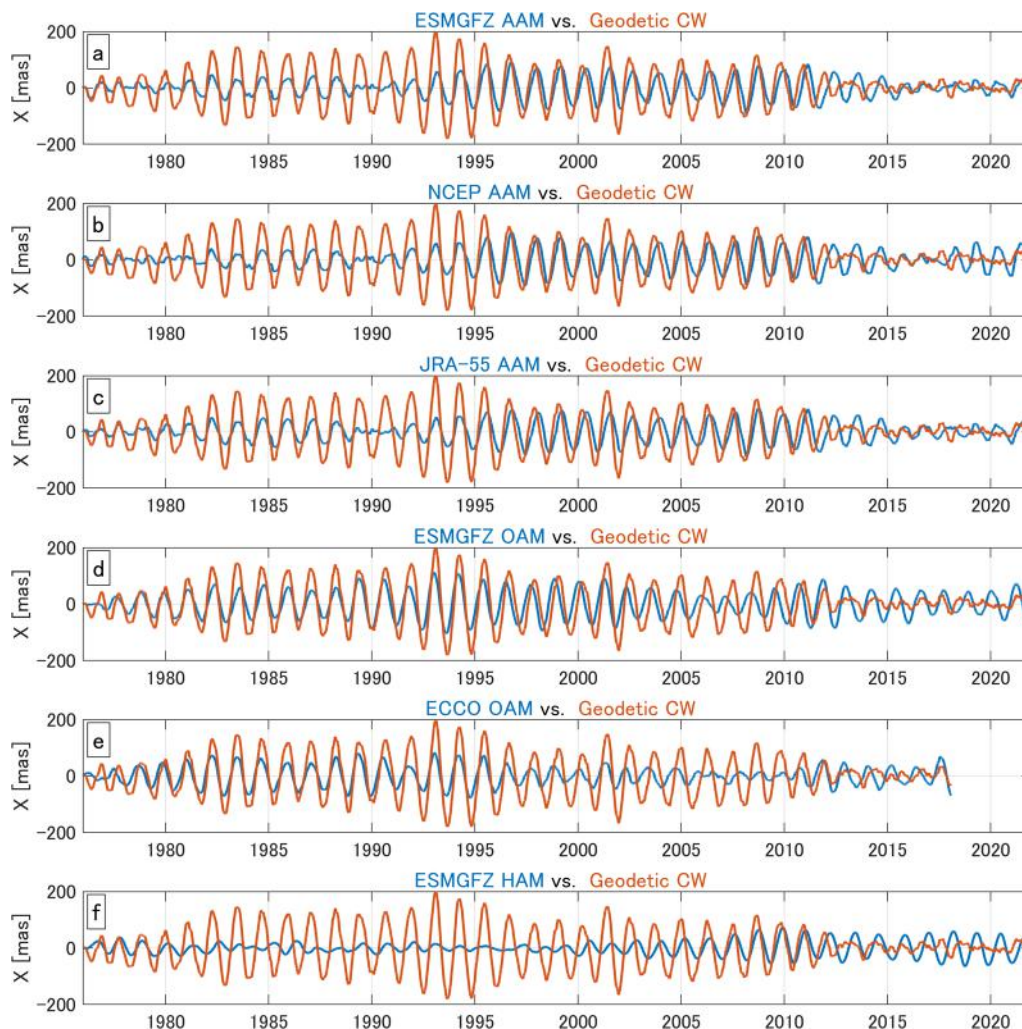 ESMGFZ AAM vs. Geodetic CW
a
X [mas]
200
0
-200
1980 1985 1990 1995 2000 2005 2010 2015 2020
NCEP AAM vs. Geodetic CW
b
X [mas]
200
0
-200
1980 1985 1990 1995 2000 2005 2010 2015 2020
JRA-55 AAM vs. Geodetic CW
c
X [mas]
200
0
-200
1980 1985 1990 1995 2000 2005 2010 2015 2020
ESMGFZ OAM vs. Geodetic CW
d
X [mas]
200
0
-200
1980 1985 1990 1995 2000 2005 2010 2015 2020
ECCO OAM vs. Geodetic CW
e
X [mas]
200
0
-200
1980 1985 1990 1995 2000 2005 2010 2015 2020
ESMGFZ HAM vs. Geodetic CW
f
X [mas]
200
0
-200
1980 1985 1990 1995 2000 2005 2010 2015 2020